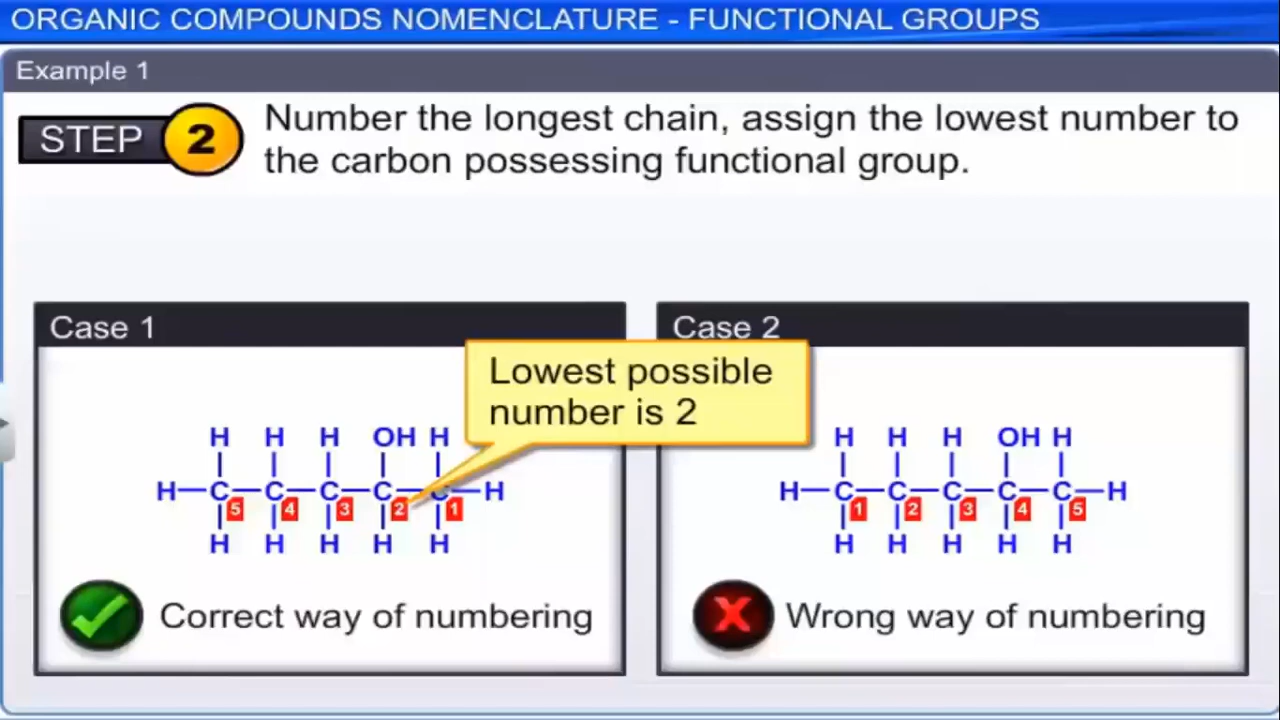 ORGANIC COMPOUNDS NOMENCLATURE - FUNCTIONAL GROUPS
Example 1
STEP 2
Number the longest chain, assign the lowest number to
the carbon possessing functional group.
Case 1
Lowest possible
number is 2
H H H OH H
H C C C C C H
5 4 3 2 1
H H H H H
Correct way of numbering
Case 2
H H H OH H
H C C C C C H
1 2 3 4 5
H H H H H
X Wrong way of numbering